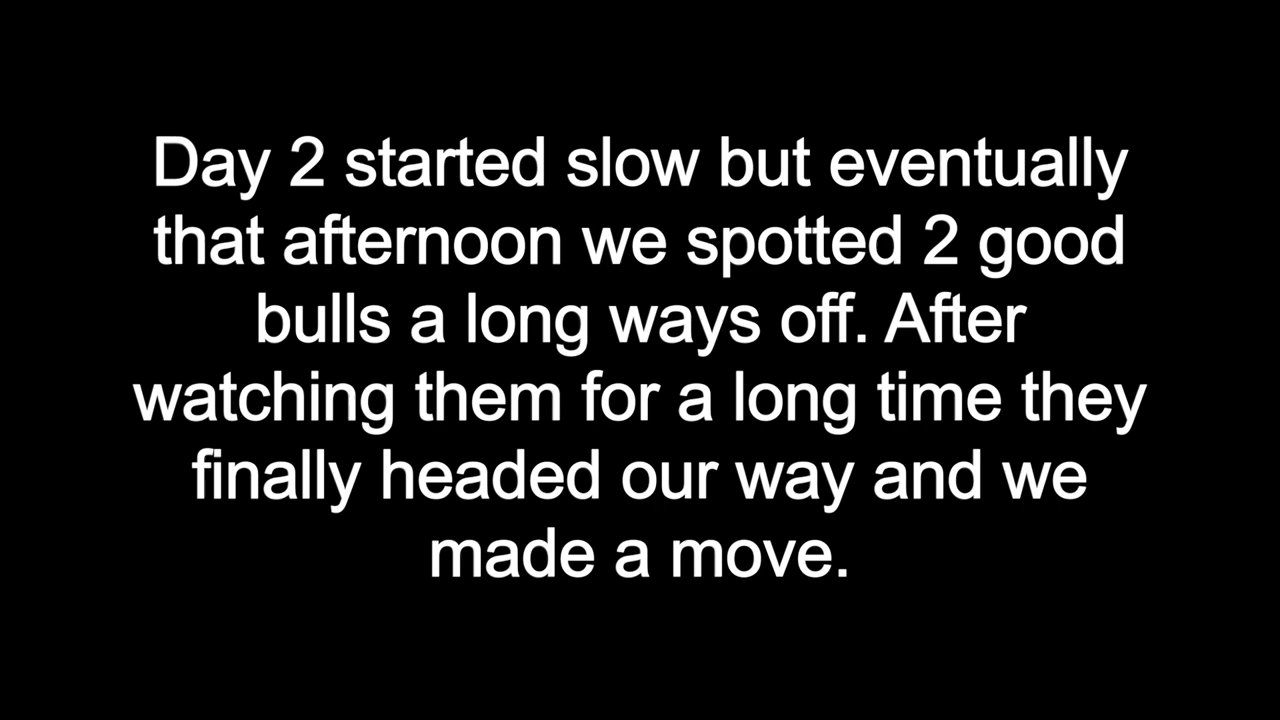 Day 2 started slow but eventually
that afternoon we spotted 2 good
bulls a long ways off. After
watching them for a long time they
finally headed our way and we
made a move.